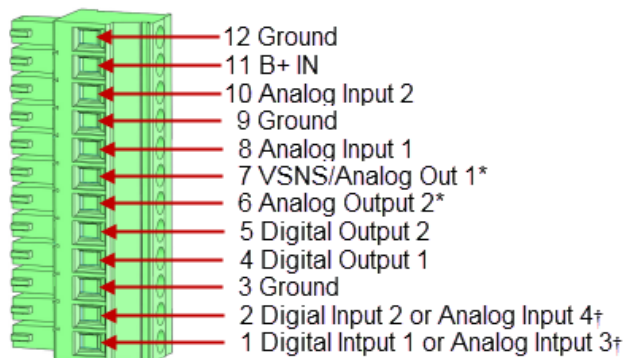 12 Ground
11 B+ IN
10 Analog Input 2
9 Ground
8 Analog Input 1
7 VSNS/Analog Out 1*
6 Analog Output 2*
5 Digital Output 2
4 Digital Output 1
3 Ground
2 Digial Input 2 or Analog Input 4†
1 Digital Intput 1 or Analog Intput 3†